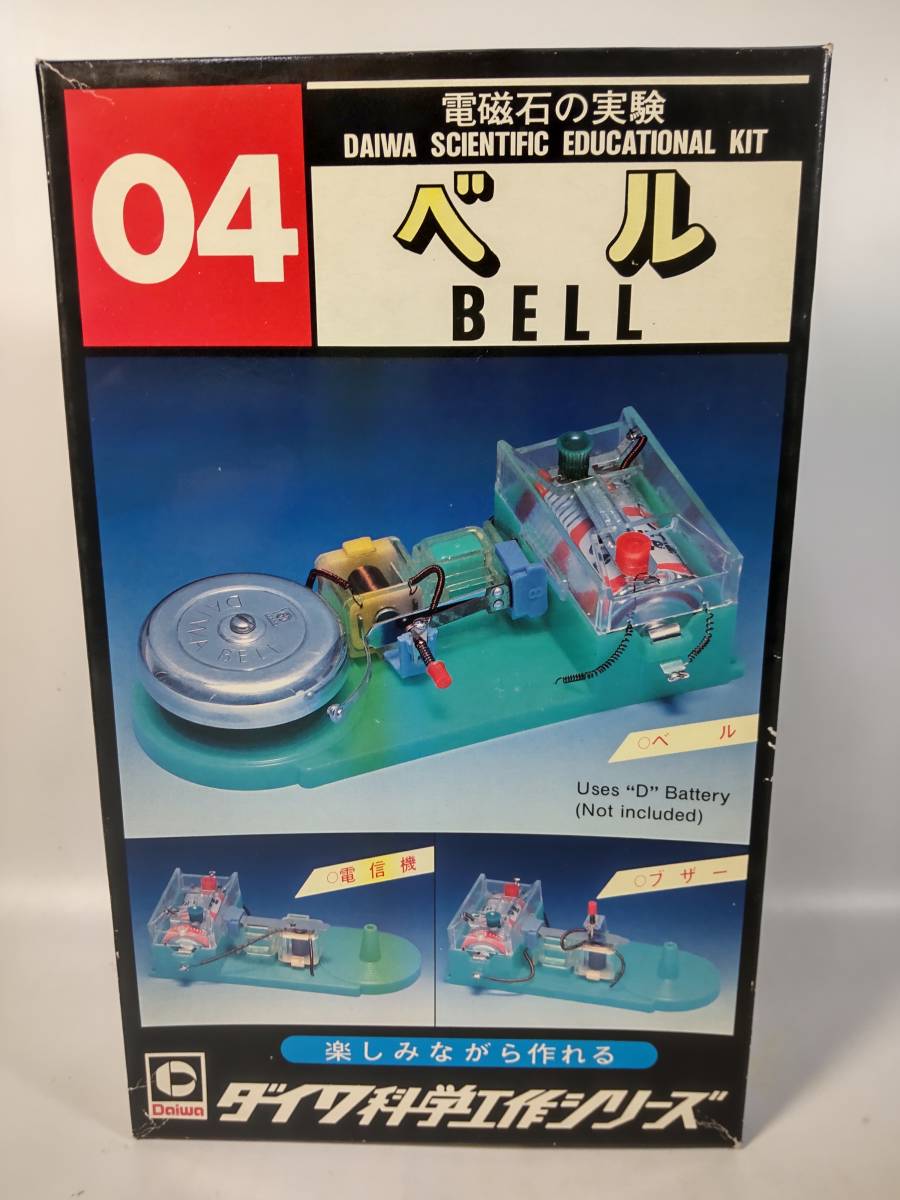 04
電磁石の実験
DAIWA SCIENTIFIC EDUCATIONAL KIT
ベル
BELL
DAIWA BELL
○ベル
Uses “D” Battery
(Not included)
○電信機
○ブザー
楽しみながら作れる
Daiwa
ダイワ科学工作シリーズ